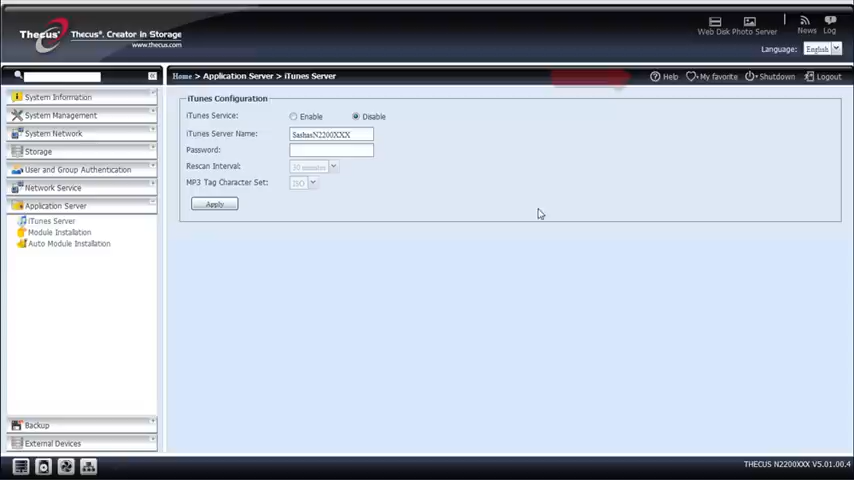 Thecus Thecus. Creator in Storage
www.thecus.com
Web Disk Photo Server News Log
Language: English
Home > Application Server > iTunes Server
Help My favorite Shutdown Logout
System Information
System Management
System Network
Storage
User and Group Authentication
Network Service
Application Server
iTunes Server
Module Installation
Auto Module Installation
Backup
External Devices
iTunes Configuration
iTunes Service: Enable Disable
iTunes Server Name: SashasN2200XXX
Password:
Rescan Interval: 30 minutes
MP3 Tag Character Set: ISO
Apply
THECUS N2200XXX V5.01.00.4